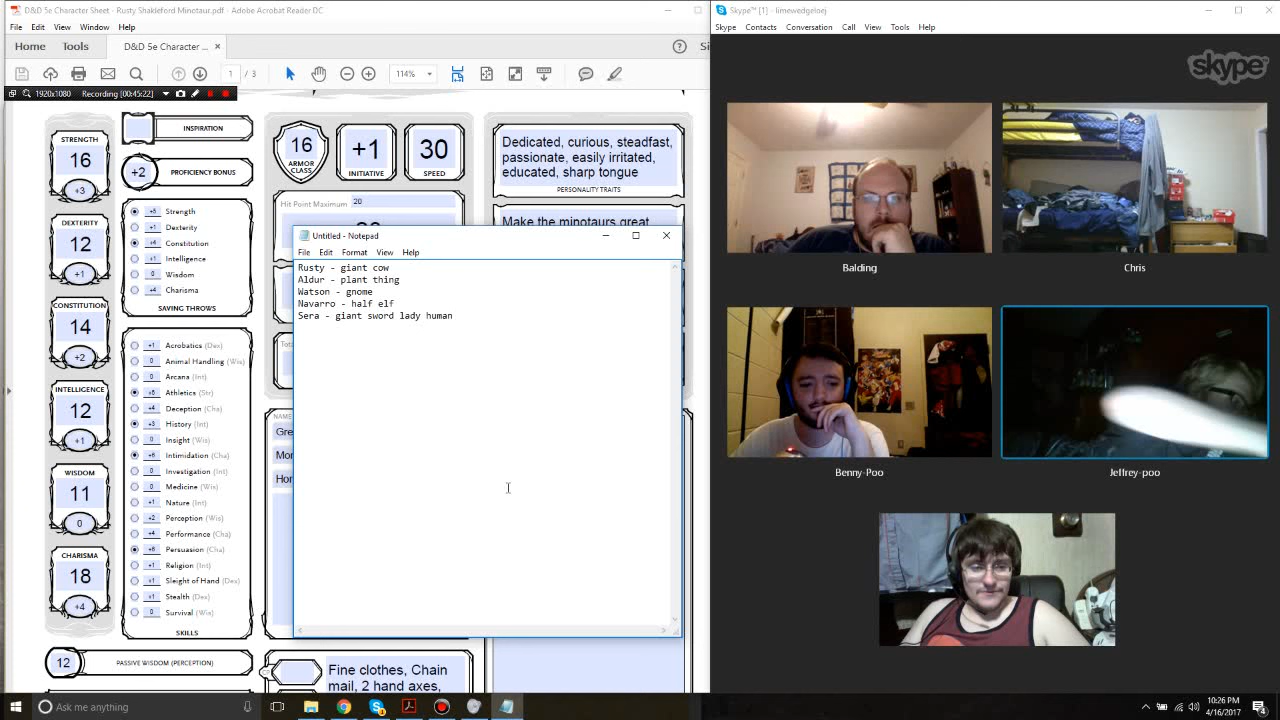 D&D 5e Character Sheet - Rusty Shakleford Minotaur.pdf - Adobe Acrobat Reader DC
File Edit View Window Help
Home Tools D&D 5e Character ... × ? Si
1 / 3 114%
1920x1080 Recording [00:45:22]
STRENGTH
16
+3
DEXTERITY
12
+1
CONSTITUTION
14
+2
INTELLIGENCE
12
+1
WISDOM
11
0
CHARISMA
18
+4
INSPIRATION
+2 PROFICIENCY BONUS
+5 Strength
+1 Dexterity
+4 Constitution
+1 Intelligence
0 Wisdom
+4 Charisma
SAVING THROWS
+1 Acrobatics (Dex)
0 Animal Handling (Wis)
0 Arcana (Int)
+5 Athletics (Str)
+4 Deception (Cha)
+3 History (Int)
0 Insight (Wis)
+6 Intimidation (Cha)
0 Investigation (Int)
0 Medicine (Wis)
+1 Nature (Int)
+2 Perception (Wis)
+4 Performance (Cha)
+6 Persuasion (Cha)
+1 Religion (Int)
+1 Sleight of Hand (Dex)
+1 Stealth (Dex)
0 Survival (Wis)
SKILLS
12 PASSIVE WISDOM (PERCEPTION)
16
ARMOR
CLASS
+1
INITIATIVE
30
SPEED
Hit Point Maximum 20
Dedicated, curious, steadfast,
passionate, easily irritated,
educated, sharp tongue
PERSONALITY TRAITS
Make the minotaurs great
NAME
Gre
Mor
Hor
Fine clothes, Chain
mail, 2 hand axes,
Untitled - Notepad
File Edit Format View Help
Rusty - giant cow
Aldur - plant thing
Watson - gnome
Navarro - half elf
Sera - giant sword lady human
Skype™ [1] - limewedgeloej
Skype Contacts Conversation Call View Tools Help
skype™
Balding
Chris
Benny-Poo
Jeffrey-poo
Ask me anything
10:26 PM
4/16/2017